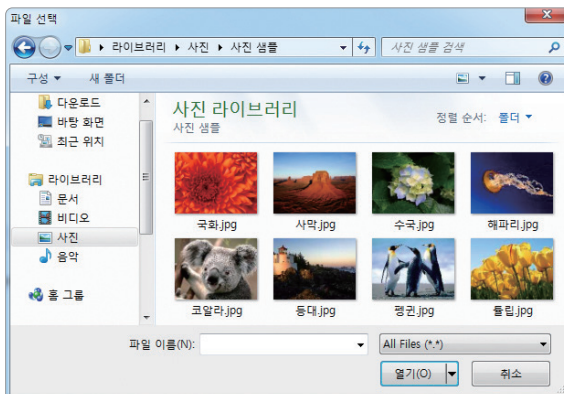 파일 선택
라이브러리 ▸ 사진 ▸ 사진 샘플
사진 샘플 검색
구성
새 폴더
다운로드
바탕 화면
최근 위치
라이브러리
문서
비디오
사진
음악
홈 그룹
사진 라이브러리
사진 샘플
정렬 순서: 폴더
국화.jpg
사막.jpg
수국.jpg
해파리.jpg
코알라.jpg
등대.jpg
펭귄.jpg
튤립.jpg
파일 이름(N):
All Files (*.*)
열기(O)
취소